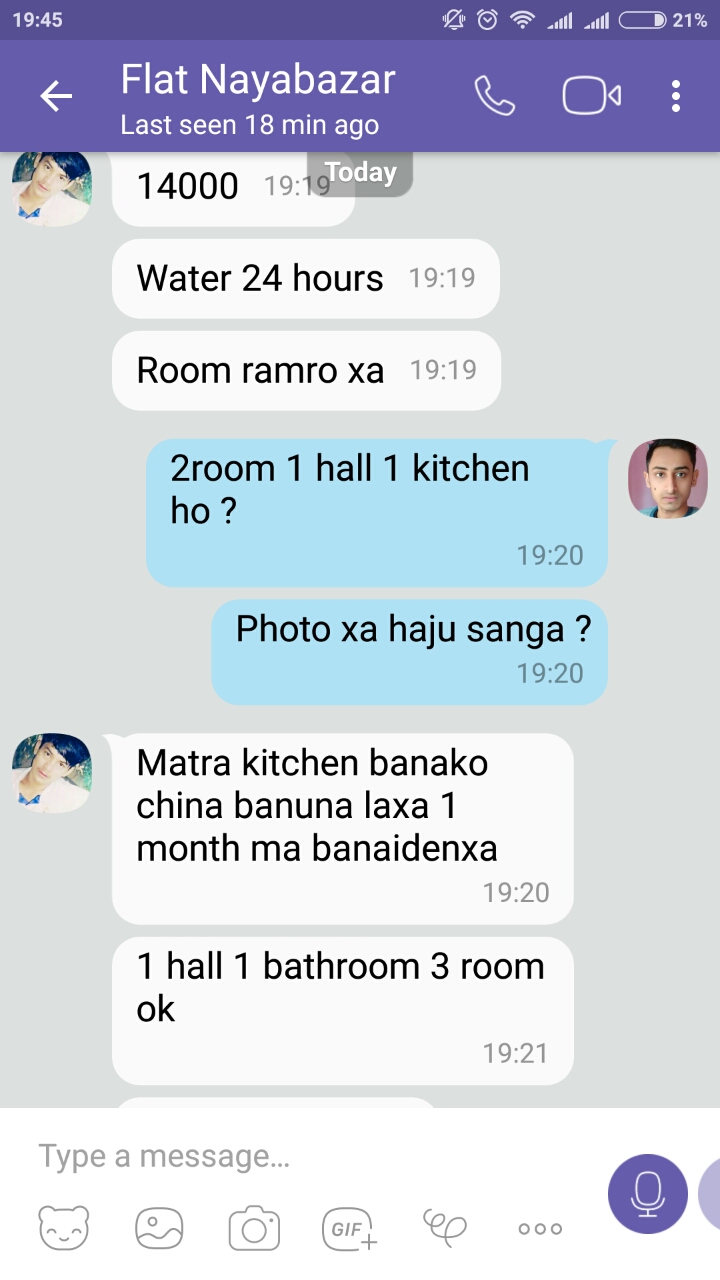 19:45
21%
Flat Nayabazar
Last seen 18 min ago
Today
14000 19:19
Water 24 hours 19:19
Room ramro xa 19:19
2room 1 hall 1 kitchen
ho ?
19:20
Photo xa haju sanga ?
19:20
Matra kitchen banako
china banuna laxa 1
month ma banaidenxa
19:20
1 hall 1 bathroom 3 room
ok
19:21
Type a message...
GIF